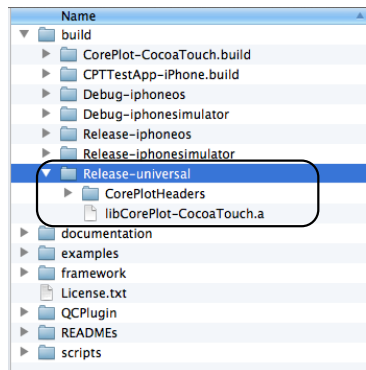 Name
build
CorePlot-CocoaTouch.build
CPTTestApp-iPhone.build
Debug-iphoneos
Debug-iphonesimulator
Release-iphoneos
Release-iphonesimulator
Release-universal
CorePlotHeaders
libCorePlot-CocoaTouch.a
documentation
examples
framework
License.txt
QCPlugin
READMEs
scripts